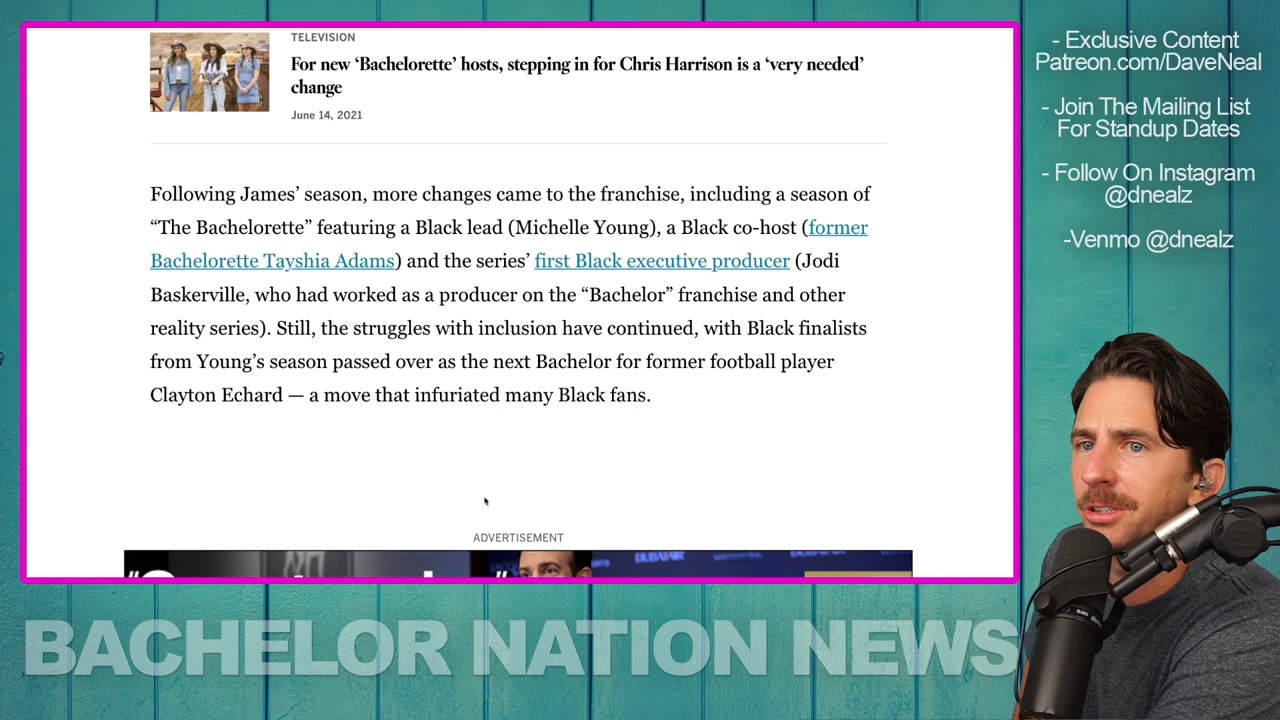 TELEVISION
For new ‘Bachelorette’ hosts, stepping in for Chris Harrison is a ‘very needed’
change
June 14, 2021
Following James’ season, more changes came to the franchise, including a season of
“The Bachelorette” featuring a Black lead (Michelle Young), a Black co-host (former
Bachelorette Tayshia Adams) and the series’ first Black executive producer (Jodi
Baskerville, who had worked as a producer on the “Bachelor” franchise and other
reality series). Still, the struggles with inclusion have continued, with Black finalists
from Young’s season passed over as the next Bachelor for former football player
Clayton Echard — a move that infuriated many Black fans.
ADVERTISEMENT
- Exclusive Content
Patreon.com/DaveNeal
- Join The Mailing List
For Standup Dates
- Follow On Instagram
@dnealz
-Venmo @dnealz
BACHELOR NATION NEWS